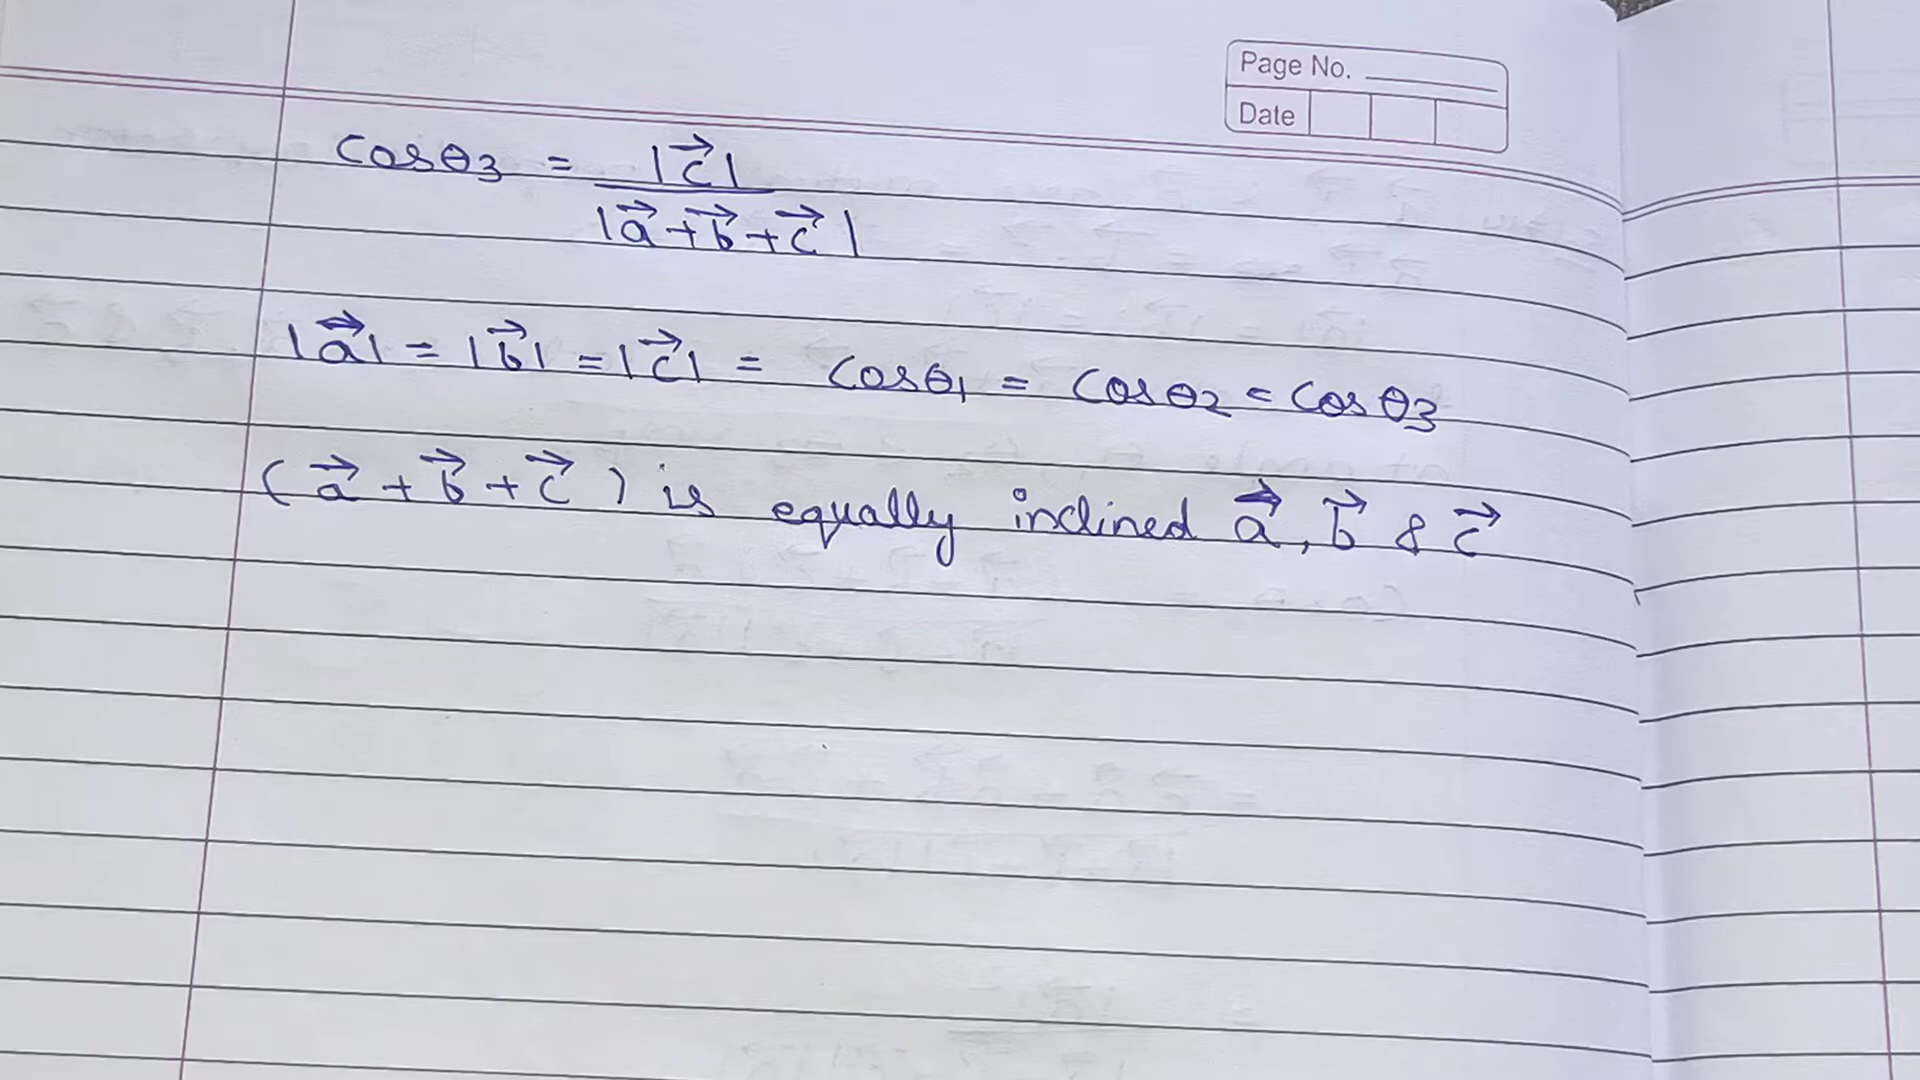 Page No.
Date
cosθ3 = |c⃗| / |a⃗+b⃗+c⃗|
|a⃗| = |b⃗| = |c⃗| = cosθ1 = cosθ2 = cosθ3
(a⃗ + b⃗ + c⃗) is equally inclined a⃗, b⃗ & c⃗